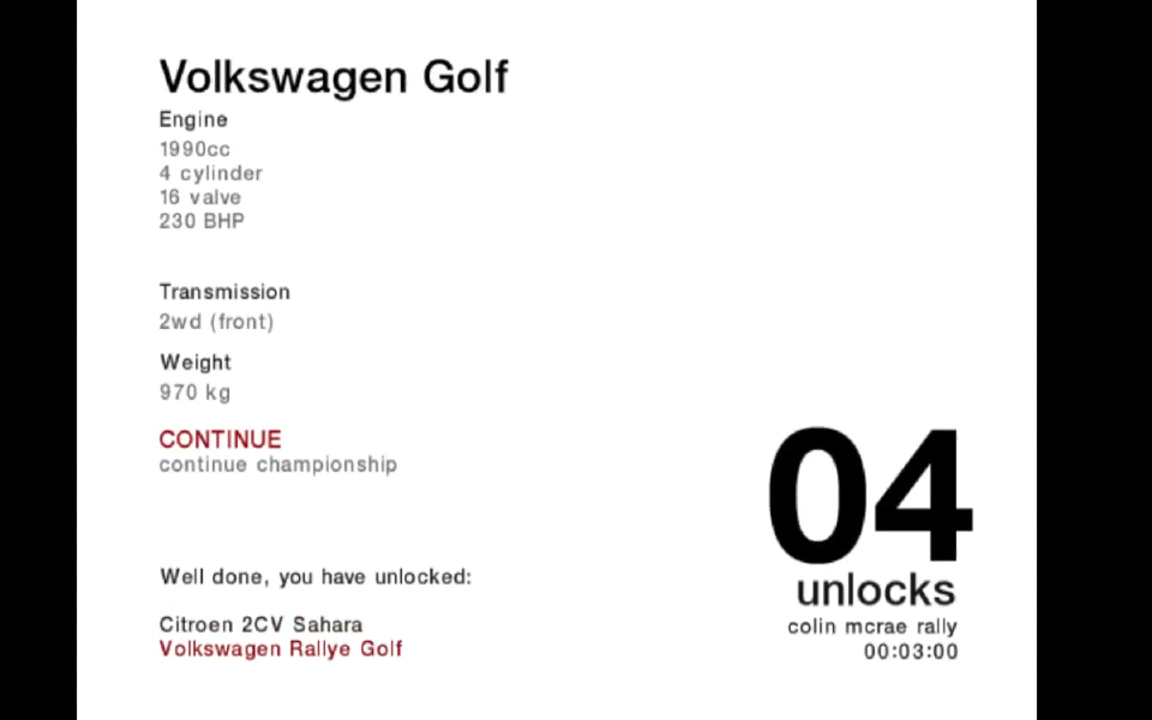 Volkswagen Golf
Engine
1990cc
4 cylinder
16 valve
230 BHP
Transmission
2wd (front)
Weight
970 kg
CONTINUE
continue championship
Well done, you have unlocked:
Citroen 2CV Sahara
Volkswagen Rallye Golf
04
unlocks
colin mcrae rally
00:03:00